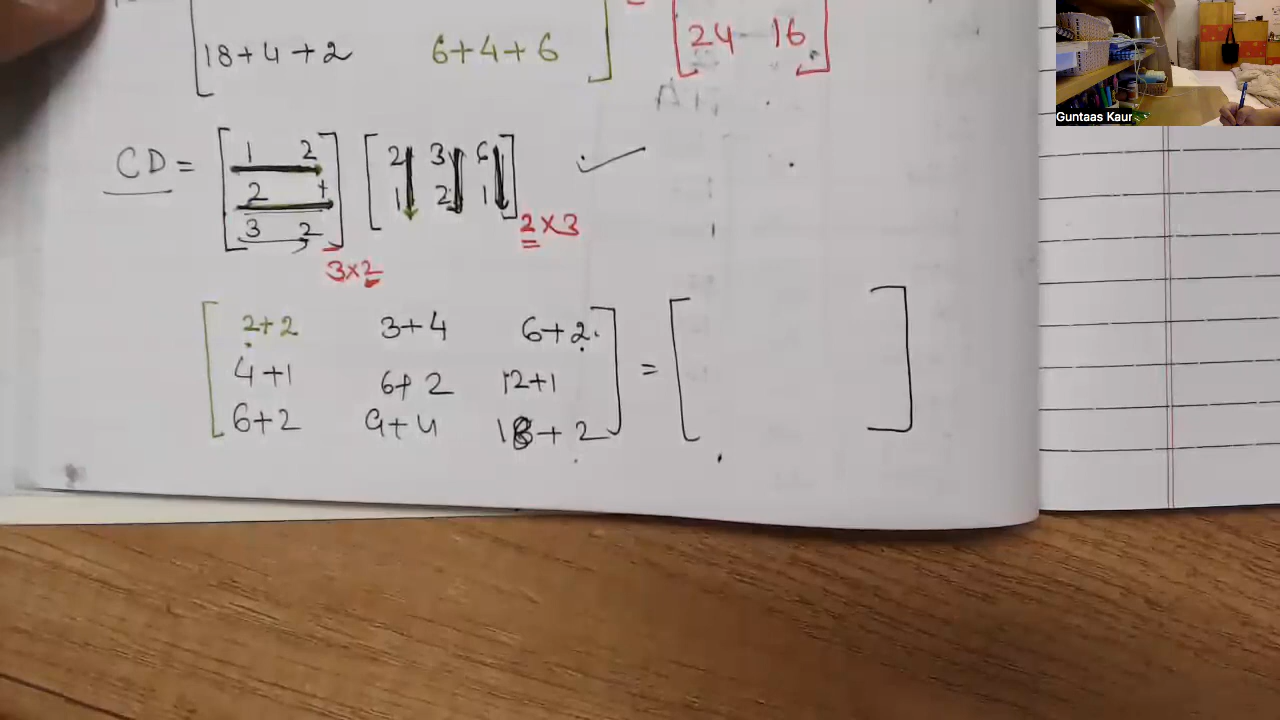 18+4+2 6+4+6 = 24 16
Guntaas Kaur
CD = [1 2 [2 3 6
2 1 1 2 1]
3 2] 2×3
3×2
[2+2 3+4 6+2
4+1 6+2 12+1 = [ ]
6+2 9+4 18+2]